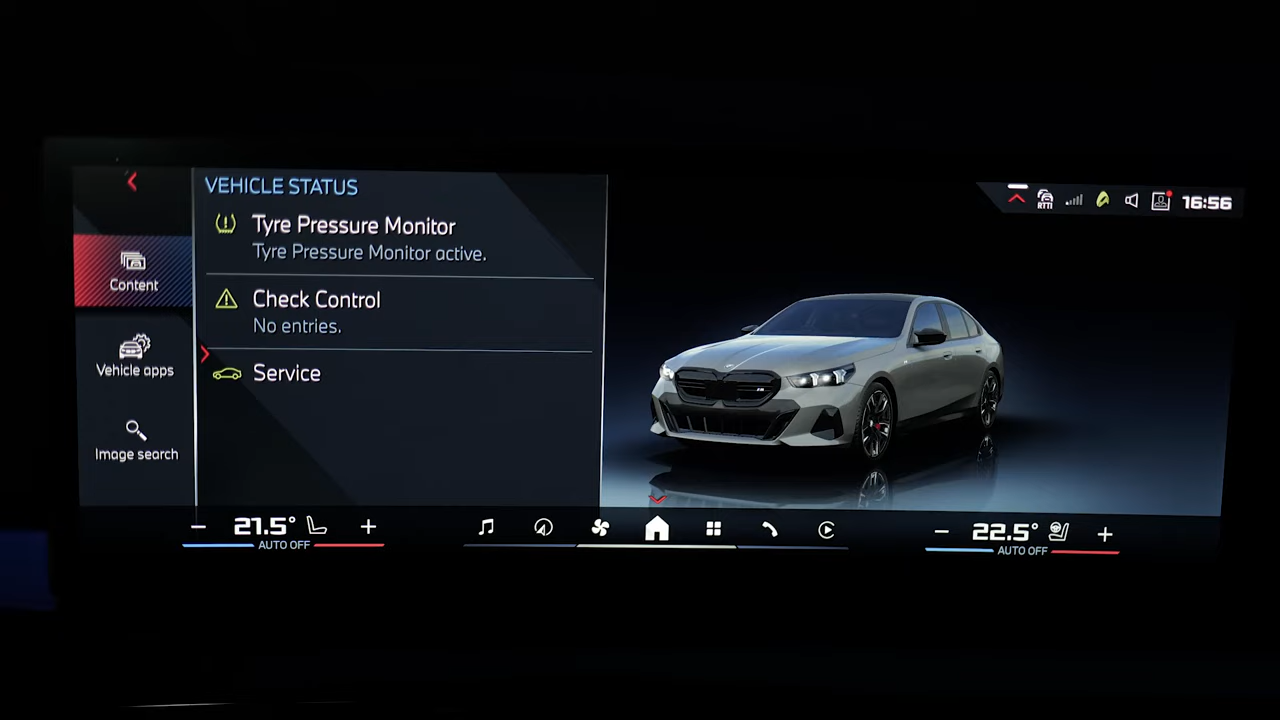 VEHICLE STATUS
Tyre Pressure Monitor
Tyre Pressure Monitor active.
Check Control
No entries.
Service
Content
Vehicle apps
Image search
RTTI
16:56
− 21.5° +
AUTO OFF
− 22.5° +
AUTO OFF